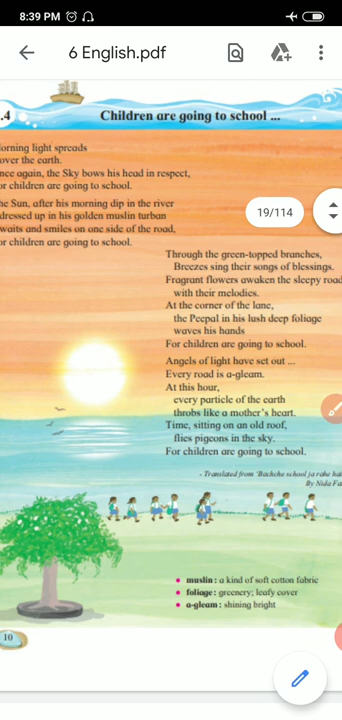 8:39 PM
6 English.pdf
.4
Children are going to school ...
orning light spreads
over the earth.
nce again, the Sky bows his head in respect,
or children are going to school.
he Sun, after his morning dip in the river
dressed up in his golden muslin turban
waits and smiles on one side of the road,
or children are going to school.
19/114
Through the green-topped branches,
Breezes sing their songs of blessings.
Fragrant flowers awaken the sleepy road
with their melodies.
At the corner of the lane,
the Peepal in his lush deep foliage
waves his hands
For children are going to school.
Angels of light have set out ...
Every road is a-gleam.
At this hour,
every particle of the earth
throbs like a mother's heart.
Time, sitting on an old roof,
flies pigeons in the sky.
For children are going to school.
- Translated from 'Bachche school ja rahe hai
By Nida Fa
• muslin : a kind of soft cotton fabric
• foliage : greenery; leafy cover
• a-gleam : shining bright
10